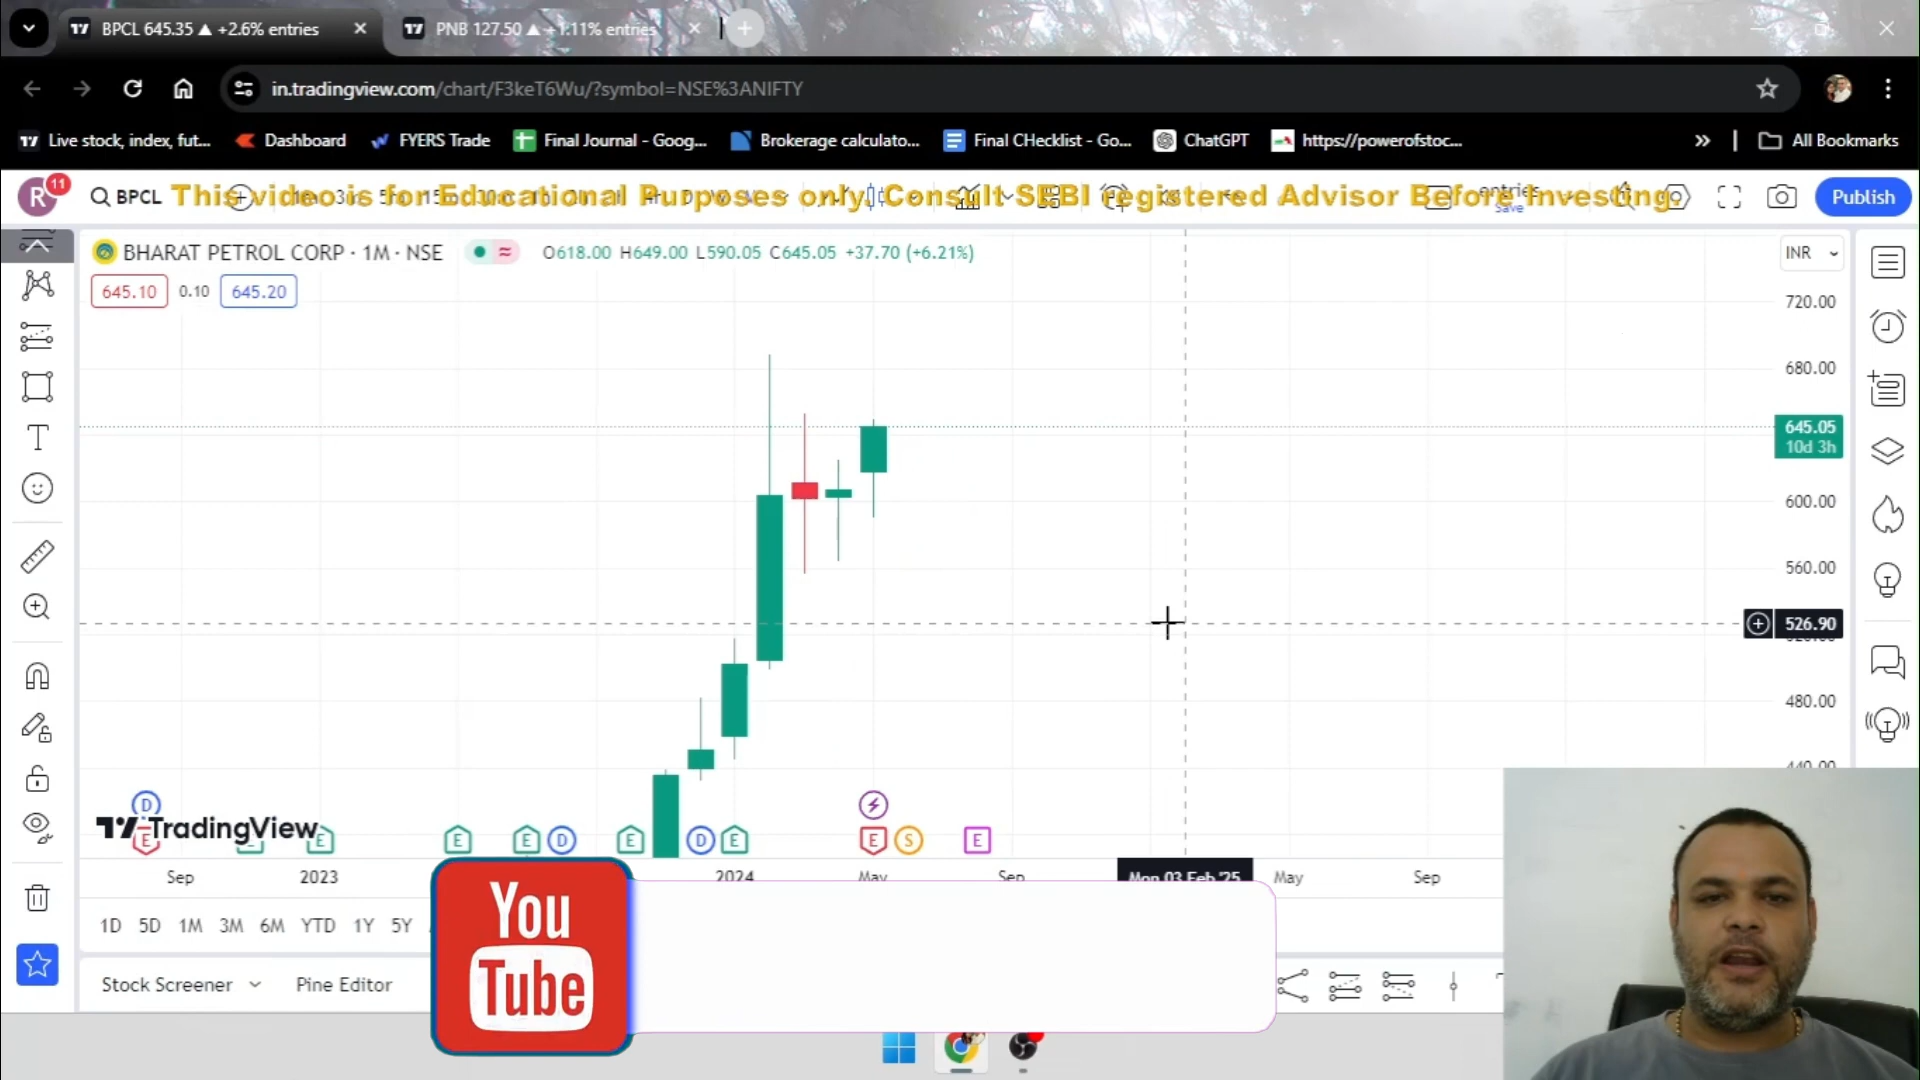 BPCL 645.35 ▲ +2.6% entries
PNB 127.50 ▲ +1.11% entries
in.tradingview.com/chart/F3keT6Wu/?symbol=NSE%3ANIFTY
Live stock, index, fut...
Dashboard
FYERS Trade
Final Journal - Goog...
Brokerage calculato...
Final CHecklist - Go...
ChatGPT
https://powerofstoc...
»
All Bookmarks
R
11
BPCL
This video is for Educational Purposes only. Consult SEBI registered Advisor Before Investing.
entries
Save
Publish
BHARAT PETROL CORP · 1M · NSE
O618.00 H649.00 L590.05 C645.05 +37.70 (+6.21%)
INR
645.10 0.10 645.20
720.00
680.00
645.05
10d 3h
600.00
560.00
526.90
480.00
440.00
D
TradingView
E E E D E D E E S E
Sep 2023 2024 May Sep Mon 03 Feb '25 May Sep
1D 5D 1M 3M 6M YTD 1Y 5Y
Stock Screener Pine Editor
You
Tube